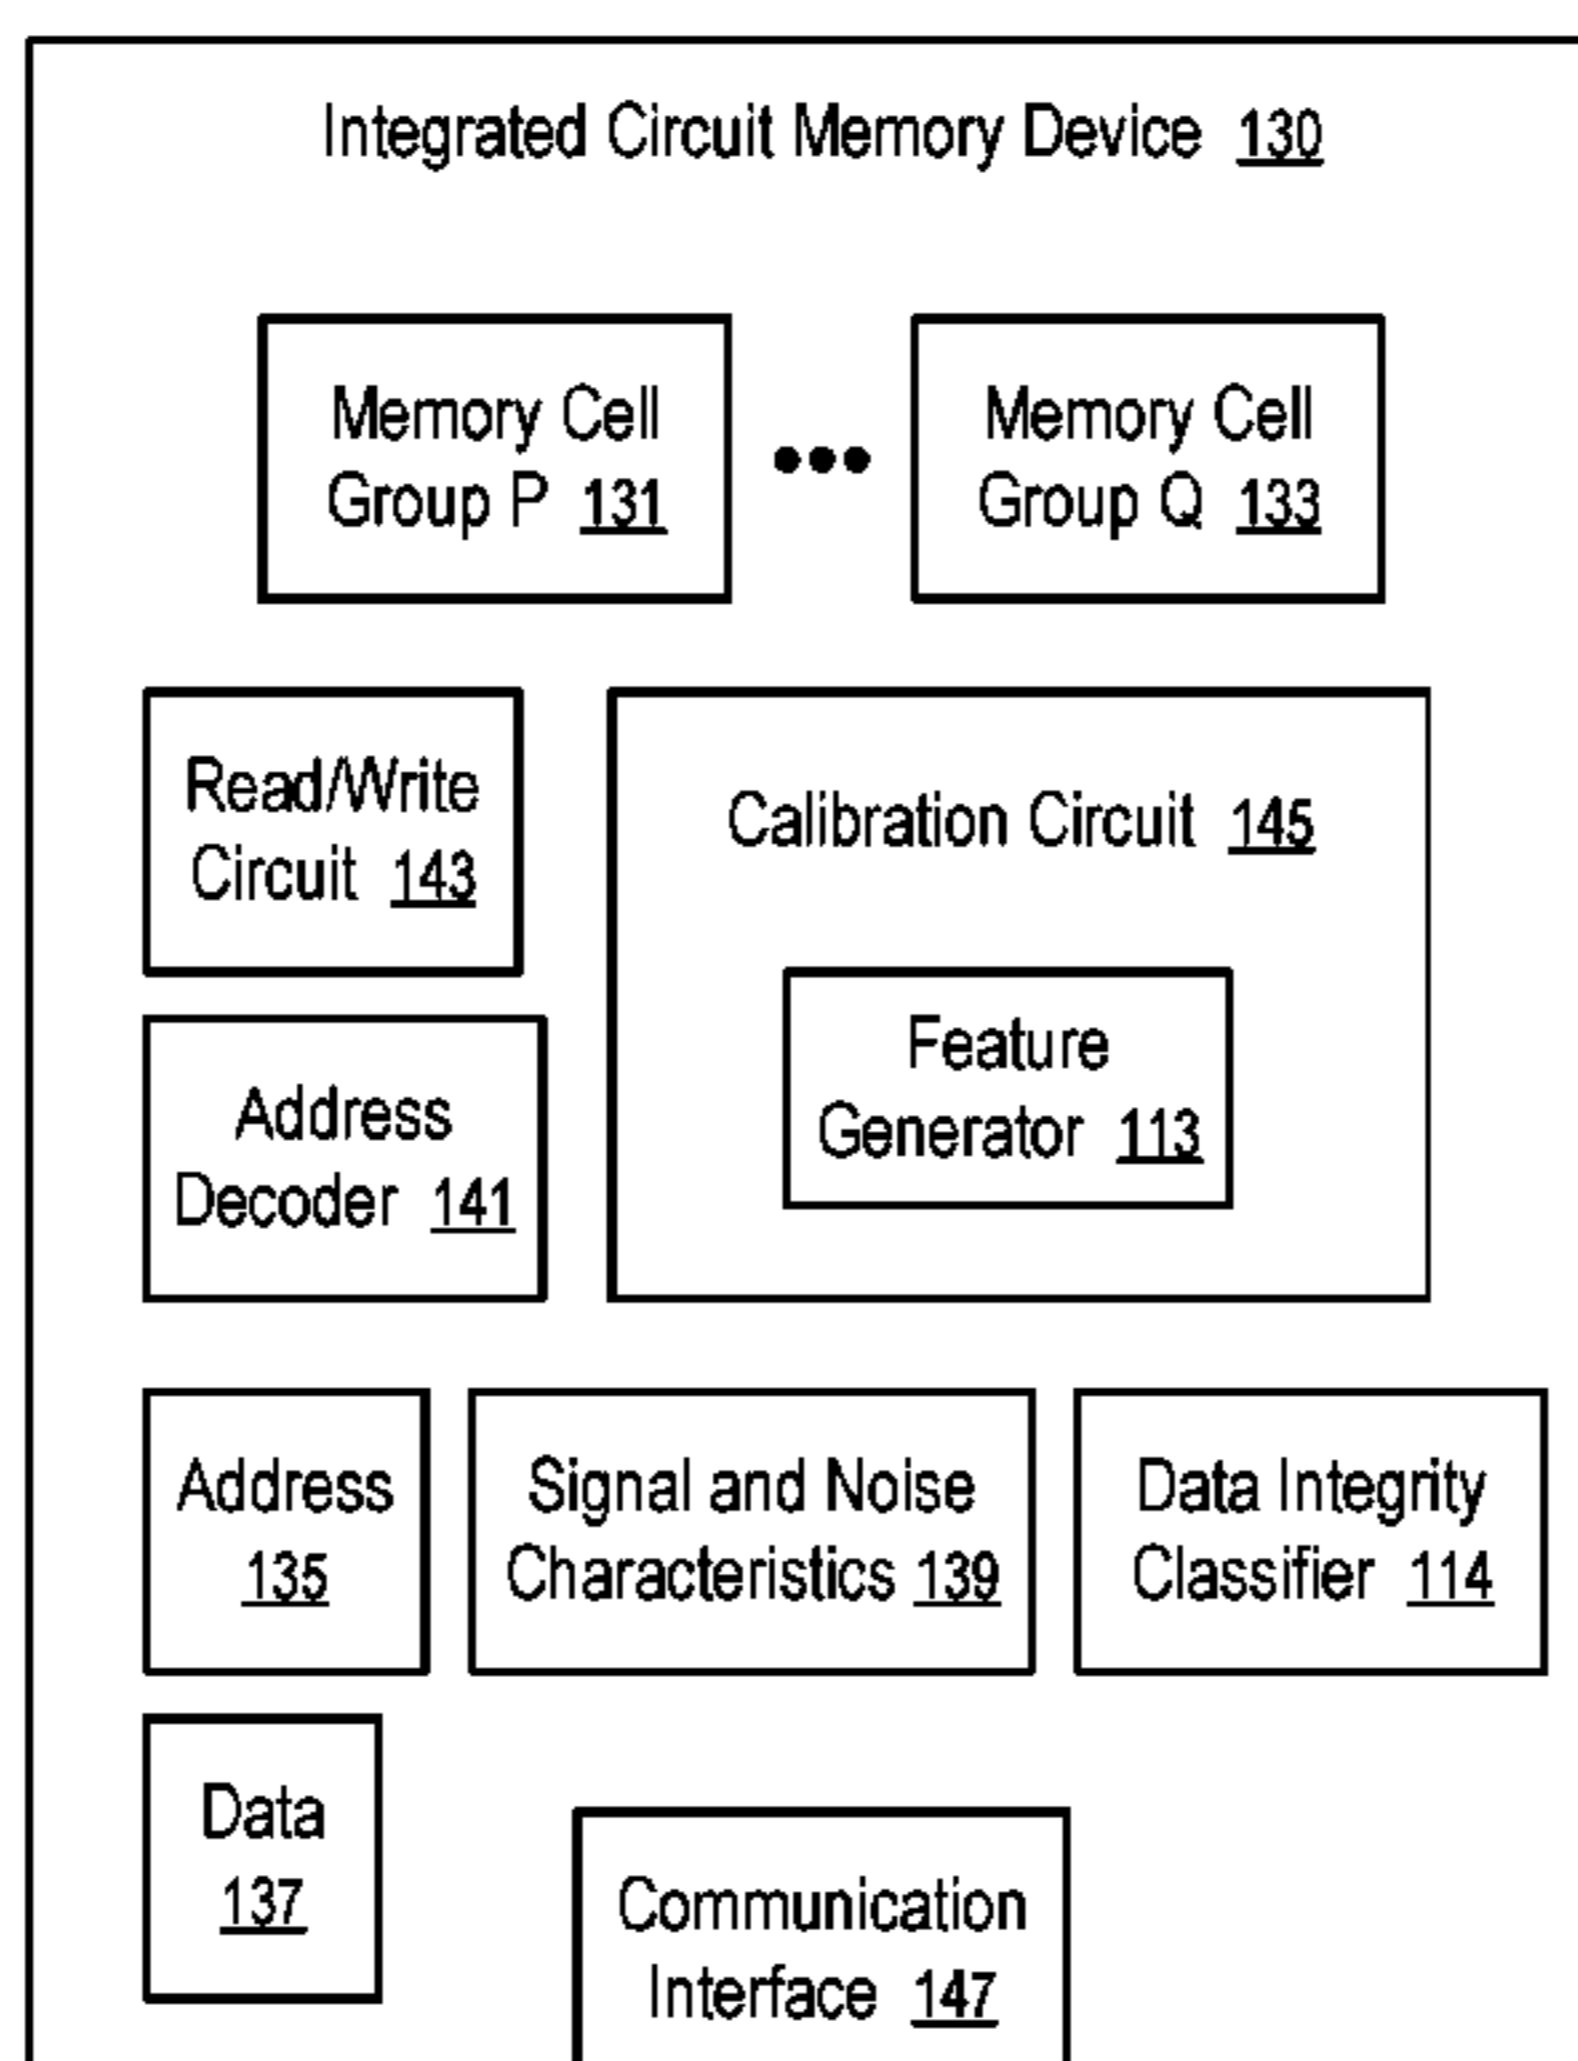 Integrated Circuit Memory Device 130
Memory Cell
Group P 131
Memory Cell
Group Q 133
Read/Write
Circuit 143
Calibration Circuit 145
Feature
Generator 113
Address
Decoder 141
Address
135
Signal and Noise
Characteristics 139
Data Integrity
Classifier 114
Data
137
Communication
Interface 147